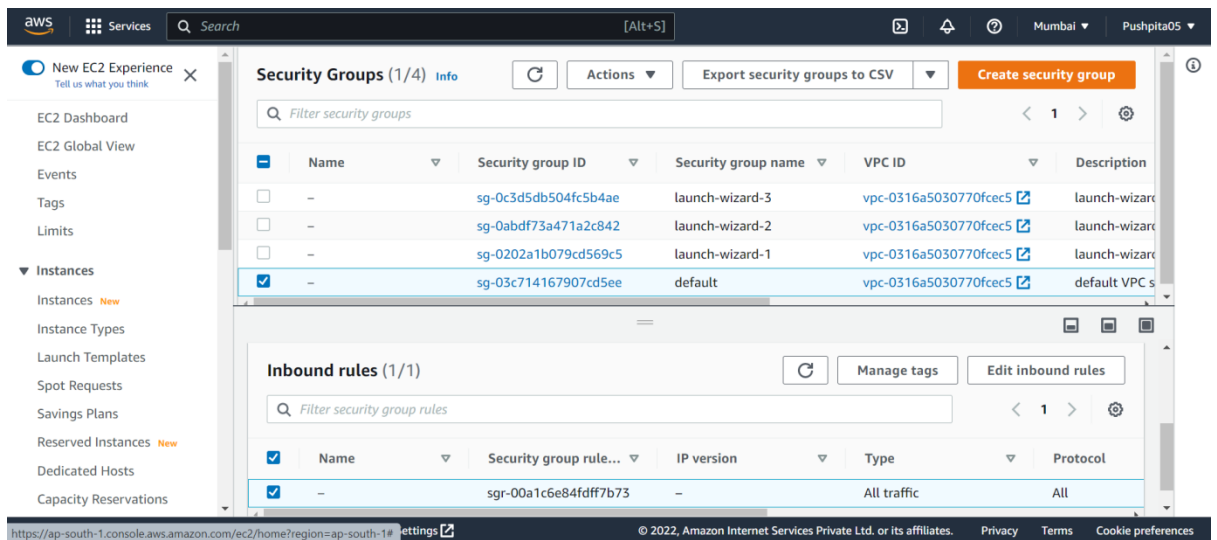 aws Services Search [Alt+S] Mumbai Pushpita05
New EC2 Experience
Tell us what you think
EC2 Dashboard
EC2 Global View
Events
Tags
Limits
Instances
Instances New
Instance Types
Launch Templates
Spot Requests
Savings Plans
Reserved Instances New
Dedicated Hosts
Capacity Reservations
Security Groups (1/4) Info Actions Export security groups to CSV Create security group
Filter security groups 1
Name Security group ID Security group name VPC ID Description
– sg-0c3d5db504fc5b4ae launch-wizard-3 vpc-0316a5030770fcec5 launch-wizard
– sg-0abdf73a471a2c842 launch-wizard-2 vpc-0316a5030770fcec5 launch-wizard
– sg-0202a1b079cd569c5 launch-wizard-1 vpc-0316a5030770fcec5 launch-wizard
– sg-03c714167907cd5ee default vpc-0316a5030770fcec5 default VPC s
Inbound rules (1/1) Manage tags Edit inbound rules
Filter security group rules 1
Name Security group rule... IP version Type Protocol
– sgr-00a1c6e84fdff7b73 – All traffic All
https://ap-south-1.console.aws.amazon.com/ec2/home?region=ap-south-1# ettings © 2022, Amazon Internet Services Private Ltd. or its affiliates. Privacy Terms Cookie preferences